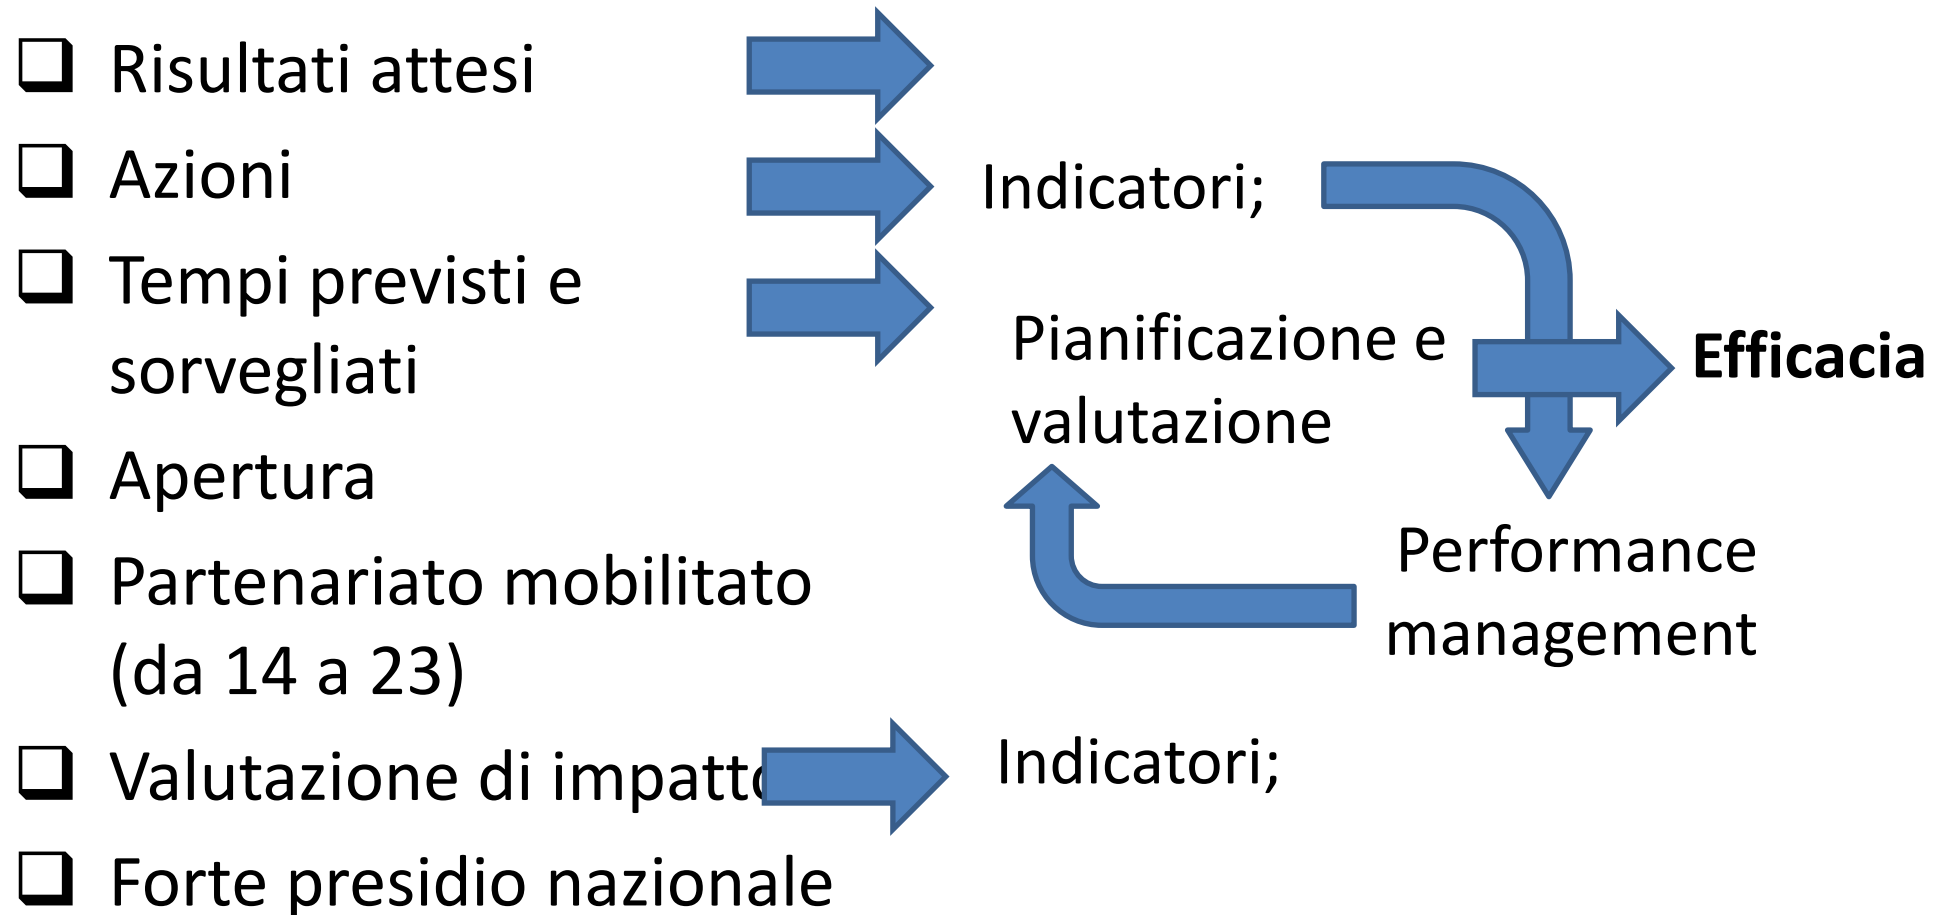 Risultati attesi
Azioni
Tempi previsti e
sorvegliati
Apertura
Partenariato mobilitato
(da 14 a 23)
Valutazione di impatto
Forte presidio nazionale
Indicatori;
Pianificazione e
valutazione
Efficacia
Performance
management
Indicatori;